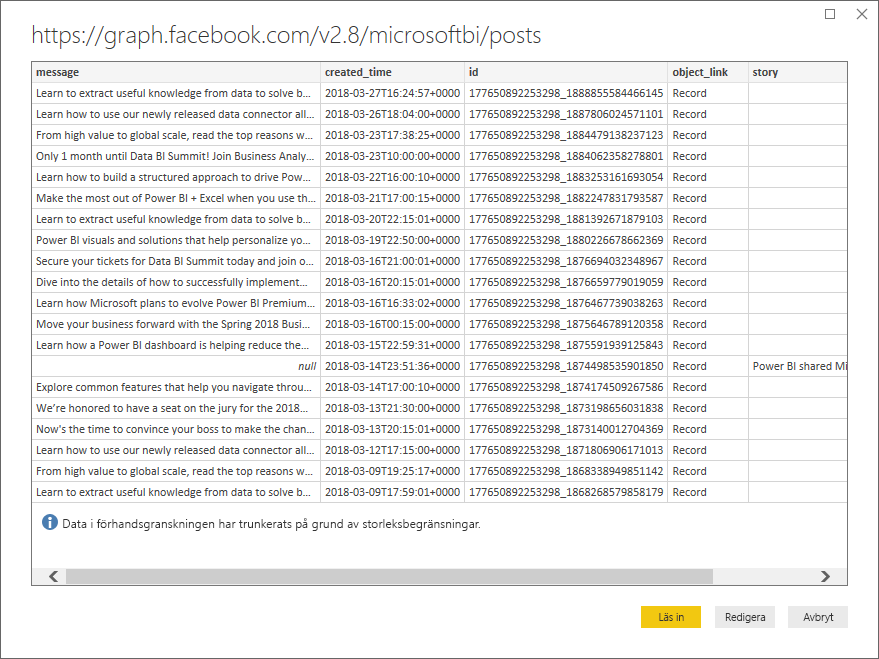 https://graph.facebook.com/v2.8/microsoftbi/posts
message created_time id object_link story
Learn to extract useful knowledge from data to solve b... 2018-03-27T16:24:57+0000 177650892253298_1888855584466145 Record
Learn how to use our newly released data connector all... 2018-03-26T18:04:00+0000 177650892253298_1887806024571101 Record
From high value to global scale, read the top reasons w... 2018-03-23T17:38:25+0000 177650892253298_1884479138237123 Record
Only 1 month until Data BI Summit! Join Business Analy... 2018-03-23T10:00:00+0000 177650892253298_1884062358278801 Record
Learn how to build a structured approach to drive Pow... 2018-03-22T16:00:10+0000 177650892253298_1883253161693054 Record
Make the most out of Power BI + Excel when you use th... 2018-03-21T17:00:15+0000 177650892253298_1882247831793587 Record
Learn to extract useful knowledge from data to solve b... 2018-03-20T22:15:01+0000 177650892253298_1881392671879103 Record
Power BI visuals and solutions that help personalize yo... 2018-03-19T22:50:00+0000 177650892253298_1880226678662369 Record
Secure your tickets for Data BI Summit today and join o... 2018-03-16T21:00:01+0000 177650892253298_1876694032348967 Record
Dive into the details of how to successfully implement... 2018-03-16T20:15:01+0000 177650892253298_1876659779019059 Record
Learn how Microsoft plans to evolve Power BI Premium... 2018-03-16T16:33:02+0000 177650892253298_1876467739038263 Record
Move your business forward with the Spring 2018 Busi... 2018-03-16T00:15:00+0000 177650892253298_1875646789120358 Record
Learn how a Power BI dashboard is helping reduce the... 2018-03-15T22:59:31+0000 177650892253298_1875591939125843 Record
null 2018-03-14T23:51:36+0000 177650892253298_1874498535901850 Record Power BI shared Mi
Explore common features that help you navigate throu... 2018-03-14T17:00:10+0000 177650892253298_1874174509267586 Record
We're honored to have a seat on the jury for the 2018... 2018-03-13T21:30:00+0000 177650892253298_1873198656031838 Record
Now's the time to convince your boss to make the chan... 2018-03-13T20:15:01+0000 177650892253298_1873140012704369 Record
Learn how to use our newly released data connector all... 2018-03-12T17:15:00+0000 177650892253298_1871806906171013 Record
From high value to global scale, read the top reasons w... 2018-03-09T19:25:17+0000 177650892253298_1868338949851142 Record
Learn to extract useful knowledge from data to solve b... 2018-03-09T17:59:01+0000 177650892253298_1868268579858179 Record
Data i förhandsgranskningen har trunkerats på grund av storleksbegränsningar.
Läs in Redigera Avbryt